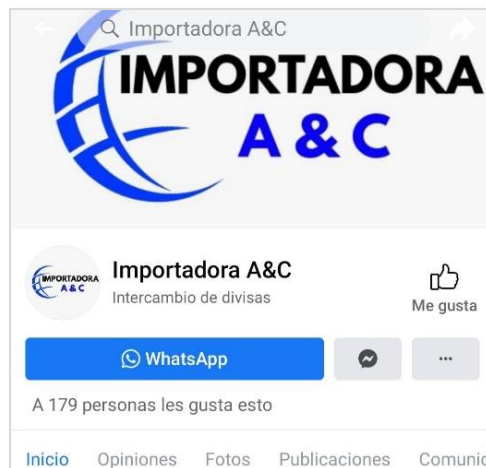 Importadora A&C
IMPORTADORA
A & C
IMPORTADORA
A & C
Importadora A&C
Intercambio de divisas
Me gusta
WhatsApp
...
A 179 personas les gusta esto
Inicio Opiniones Fotos Publicaciones Comunic